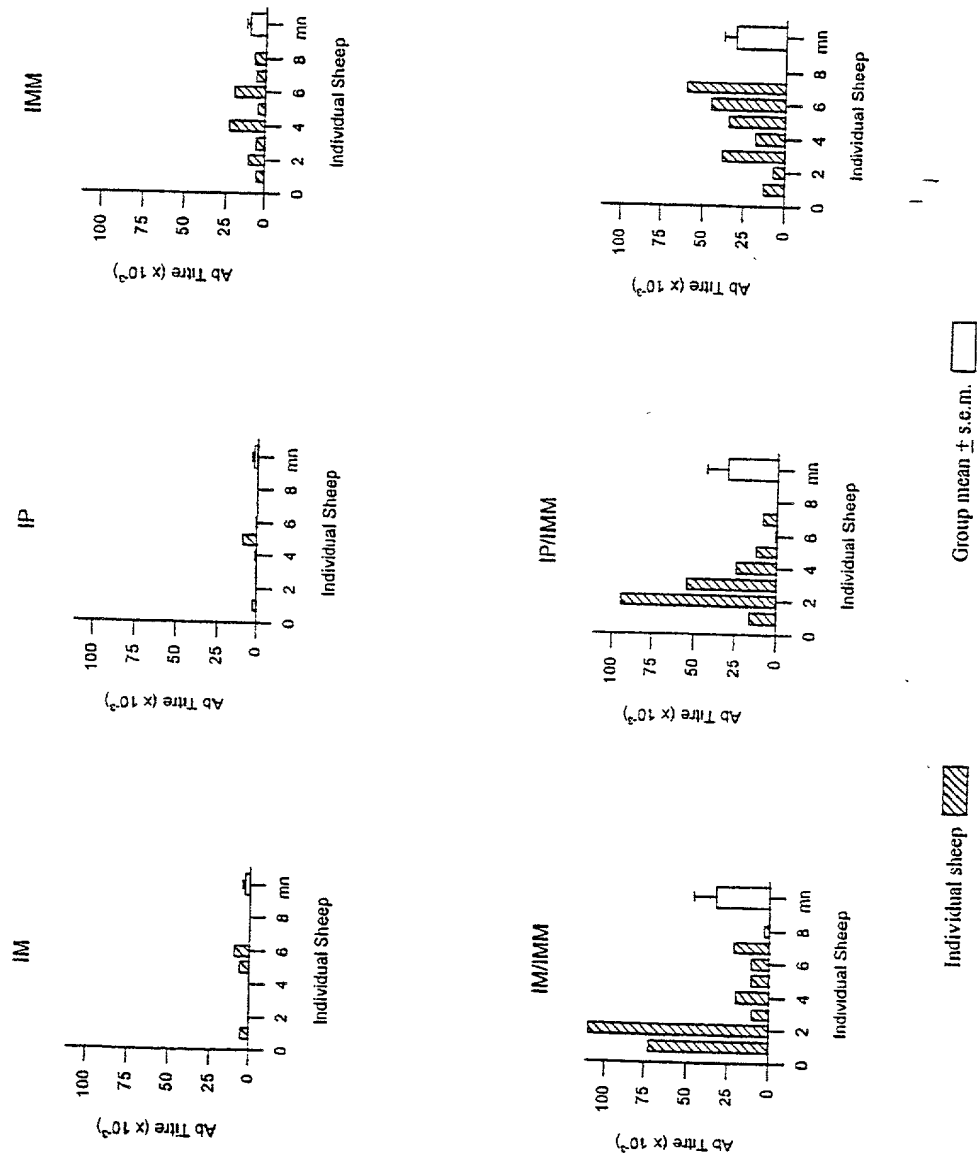 IM
Ab Titre (x 10⁻³)
100
75
50
25
0
0 2 4 6 8 mn
Individual Sheep
IP
Ab Titre (x 10⁻³)
100
75
50
25
0
0 2 4 6 8 mn
Individual Sheep
IMM
Ab Titre (x 10⁻³)
100
75
50
25
0
0 2 4 6 8 mn
Individual Sheep
IM/IMM
Ab Titre (x 10⁻³)
100
75
50
25
0
0 2 4 6 8 mn
Individual Sheep
IP/IMM
Ab Titre (x 10⁻³)
100
75
50
25
0
0 2 4 6 8 mn
Individual Sheep
Ab Titre (x 10⁻³)
100
75
50
25
0
0 2 4 6 8 mn
Individual Sheep
Individual sheep
Group mean ± s.e.m.